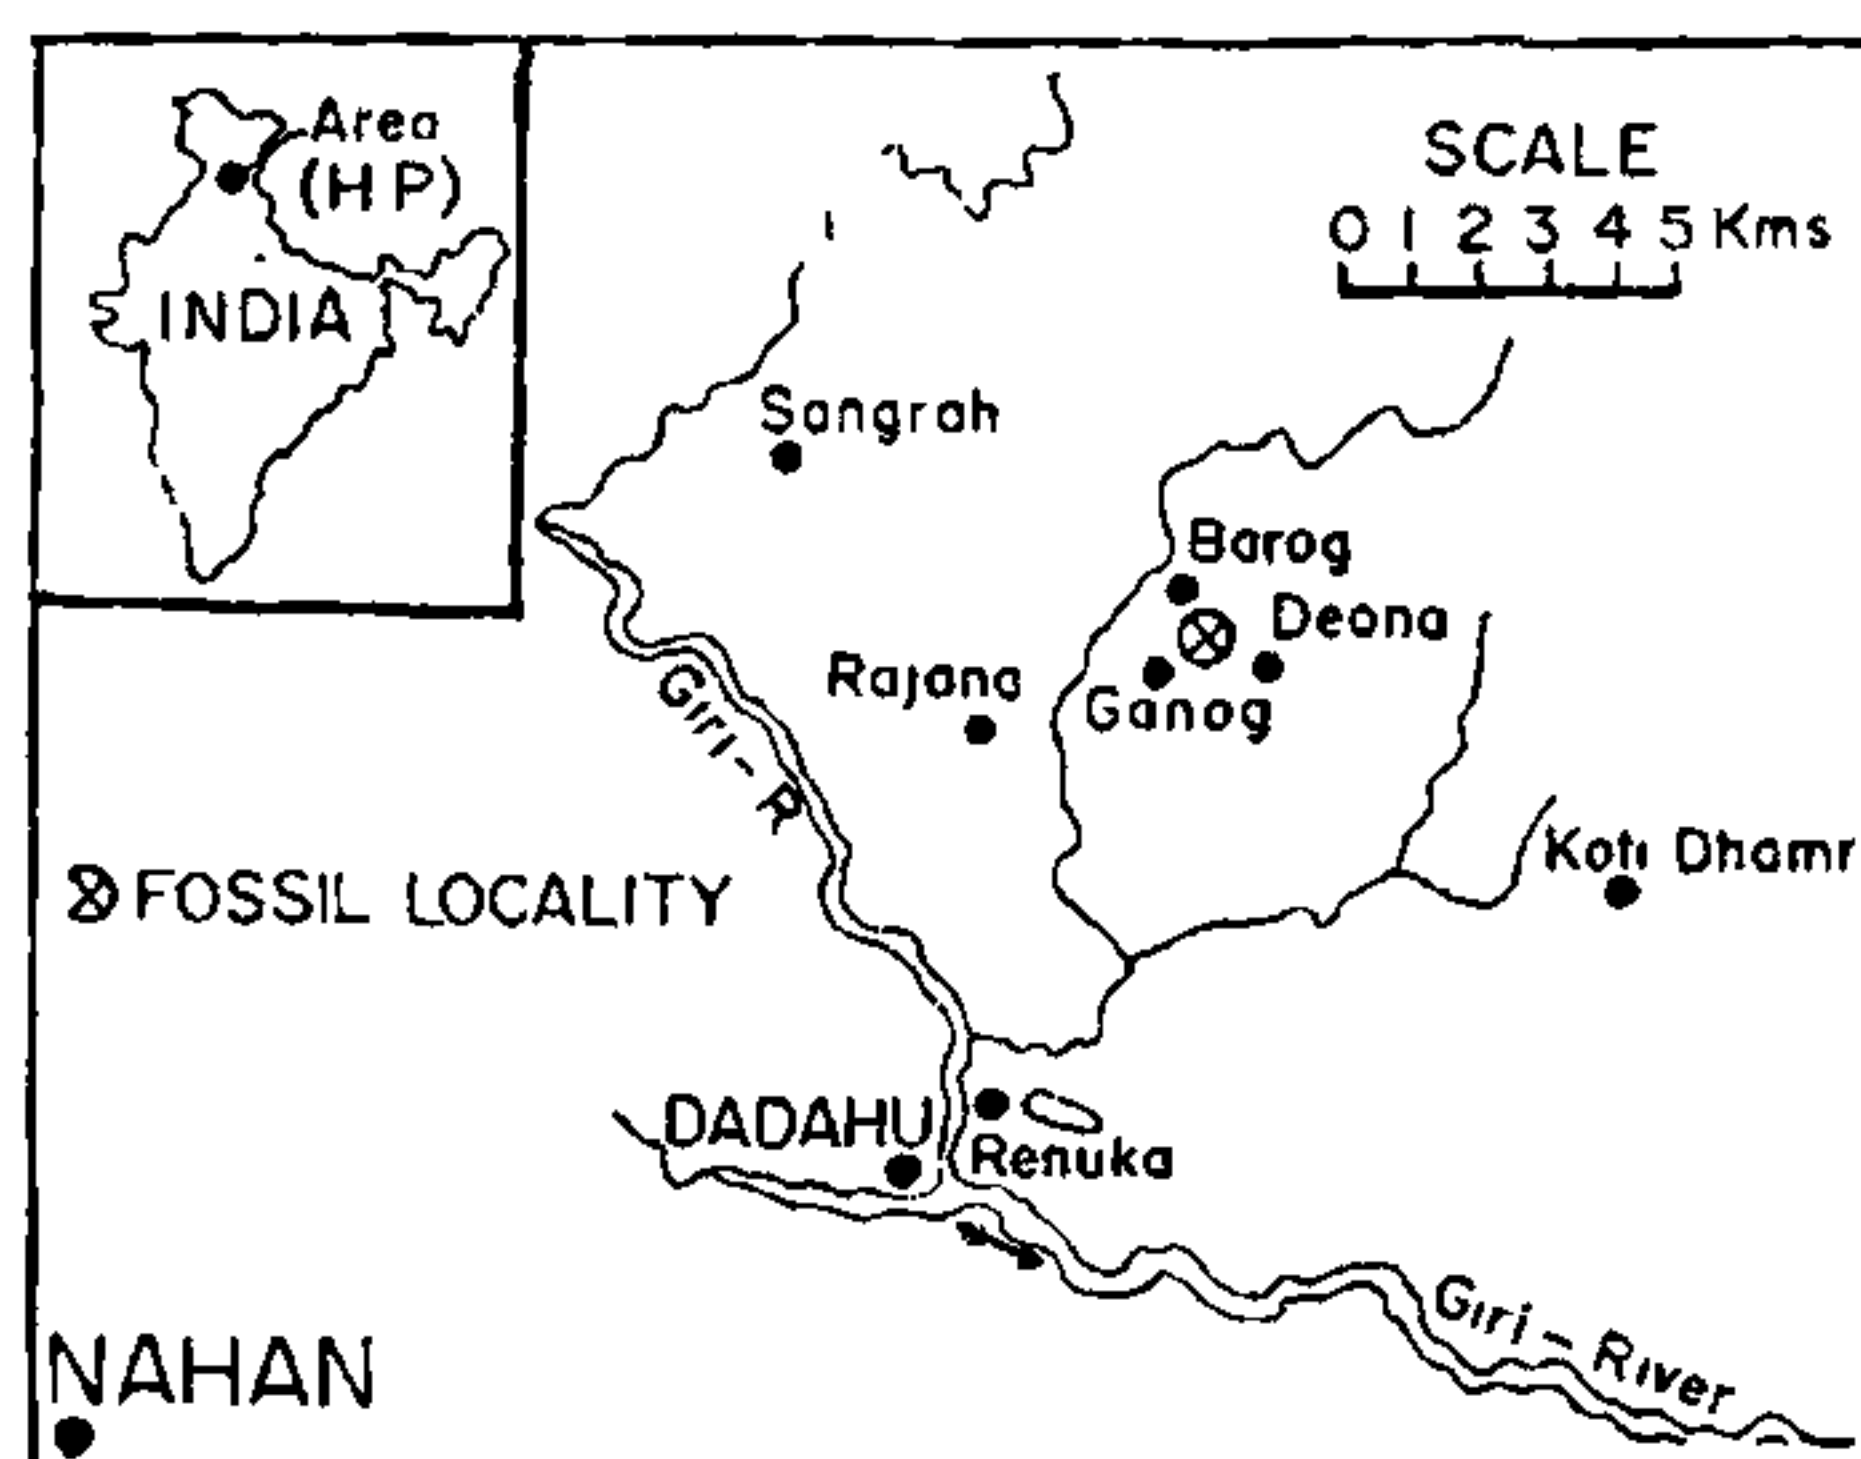 Area
(HP)
INDIA
SCALE
0 1 2 3 4 5 Kms
Sangrah
Barog
Deona
Rajana
Ganog
Giri-R
Koti Dhamr
⊗ FOSSIL LOCALITY
DADAHU
Renuka
Giri-River
NAHAN